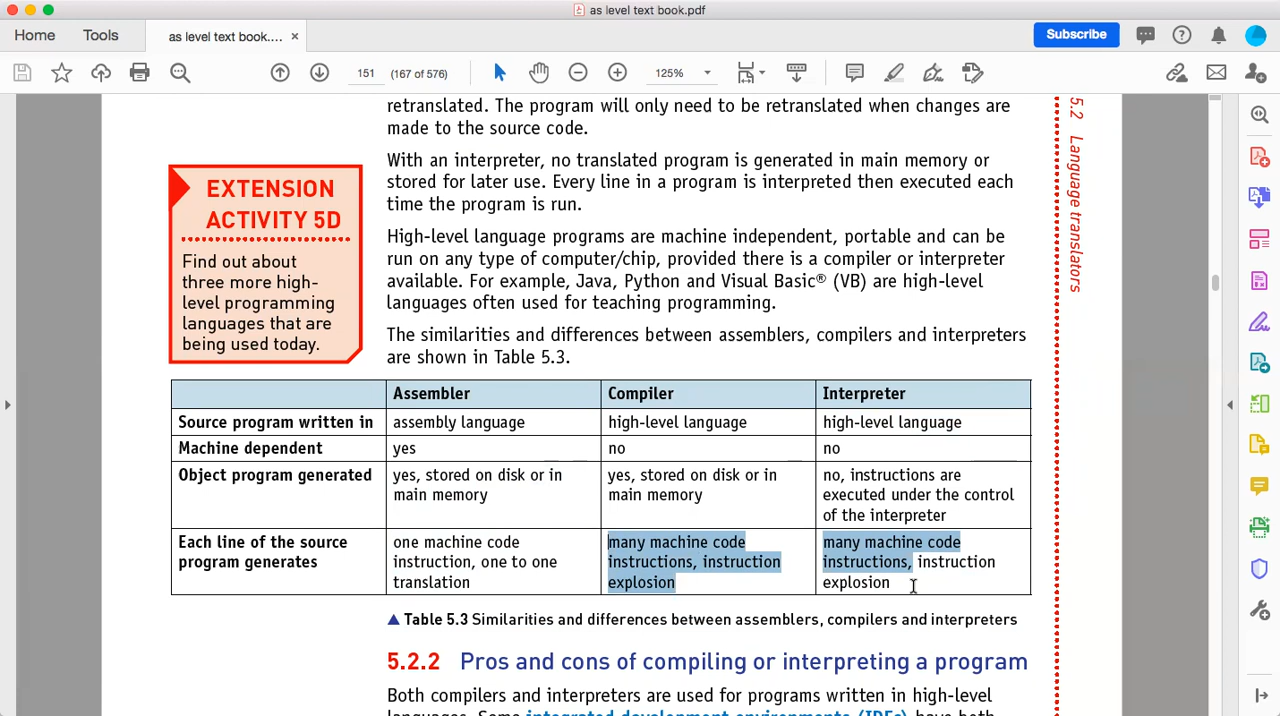 as level text book.pdf
Home
Tools
as level text book.... ×
Subscribe
151
(167 of 576)
125%
retranslated. The program will only need to be retranslated when changes are
made to the source code.
With an interpreter, no translated program is generated in main memory or
stored for later use. Every line in a program is interpreted then executed each
time the program is run.
High-level language programs are machine independent, portable and can be
run on any type of computer/chip, provided there is a compiler or interpreter
available. For example, Java, Python and Visual Basic® (VB) are high-level
languages often used for teaching programming.
The similarities and differences between assemblers, compilers and interpreters
are shown in Table 5.3.
EXTENSION
ACTIVITY 5D
Find out about
three more high-
level programming
languages that are
being used today.
5.2 Language translators
Assembler Compiler Interpreter
Source program written in assembly language high-level language high-level language
Machine dependent yes no no
Object program generated yes, stored on disk or in yes, stored on disk or in no, instructions are
main memory main memory executed under the control
of the interpreter
Each line of the source one machine code many machine code many machine code
program generates instruction, one to one instructions, instruction instructions, instruction
translation explosion explosion
▲ Table 5.3 Similarities and differences between assemblers, compilers and interpreters
5.2.2 Pros and cons of compiling or interpreting a program
Both compilers and interpreters are used for programs written in high-level
languages. Some integrated development environments (IDEs) have both